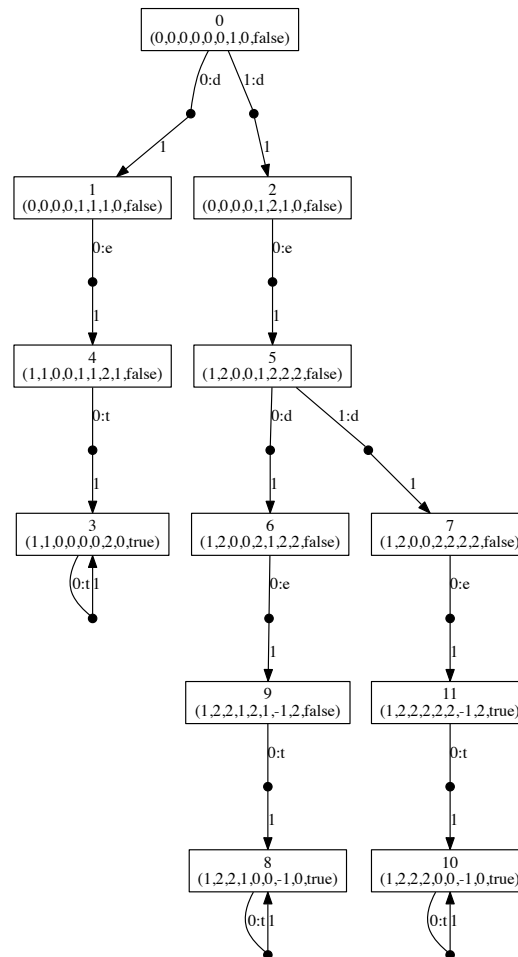 0
(0,0,0,0,0,0,1,0,false)
0:d
1:d
1
1
1
(0,0,0,0,1,1,1,0,false)
2
(0,0,0,0,1,2,1,0,false)
0:e
0:e
1
1
4
(1,1,0,0,1,1,2,1,false)
5
(1,2,0,0,1,2,2,2,false)
0:t
0:d
1:d
1
1
1
3
(1,1,0,0,0,0,2,0,true)
6
(1,2,0,0,2,1,2,2,false)
7
(1,2,0,0,2,2,2,2,false)
0:t
1
0:e
0:e
1
1
9
(1,2,2,1,2,1,-1,2,false)
11
(1,2,2,2,2,2,-1,2,true)
0:t
0:t
1
1
8
(1,2,2,1,0,0,-1,0,true)
10
(1,2,2,2,0,0,-1,0,true)
0:t
1
0:t
1